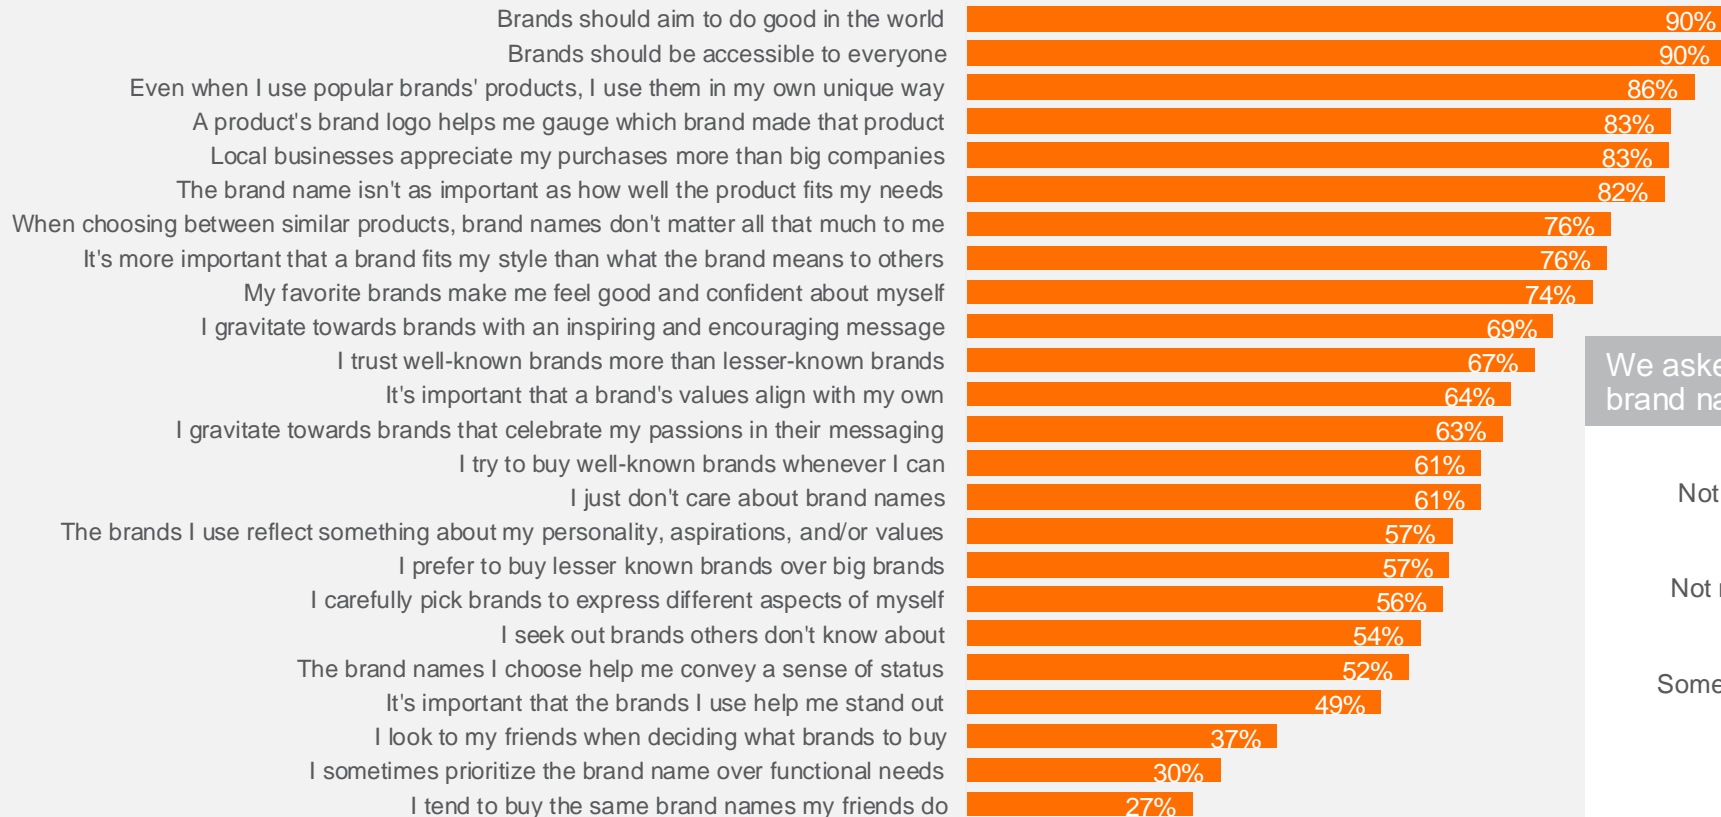 Brands should aim to do good in the world 90%
Brands should be accessible to everyone 90%
Even when I use popular brands' products, I use them in my own unique way 86%
A product's brand logo helps me gauge which brand made that product 83%
Local businesses appreciate my purchases more than big companies 83%
The brand name isn't as important as how well the product fits my needs 82%
When choosing between similar products, brand names don't matter all that much to me 76%
It's more important that a brand fits my style than what the brand means to others 76%
My favorite brands make me feel good and confident about myself 74%
I gravitate towards brands with an inspiring and encouraging message 69%
I trust well-known brands more than lesser-known brands 67%
It's important that a brand's values align with my own 64%
I gravitate towards brands that celebrate my passions in their messaging 63%
I try to buy well-known brands whenever I can 61%
I just don't care about brand names 61%
The brands I use reflect something about my personality, aspirations, and/or values 57%
I prefer to buy lesser known brands over big brands 57%
I carefully pick brands to express different aspects of myself 56%
I seek out brands others don't know about 54%
The brand names I choose help me convey a sense of status 52%
It's important that the brands I use help me stand out 49%
I look to my friends when deciding what brands to buy 37%
I sometimes prioritize the brand name over functional needs 30%
I tend to buy the same brand names my friends do 27%
We
brand
Not
Not